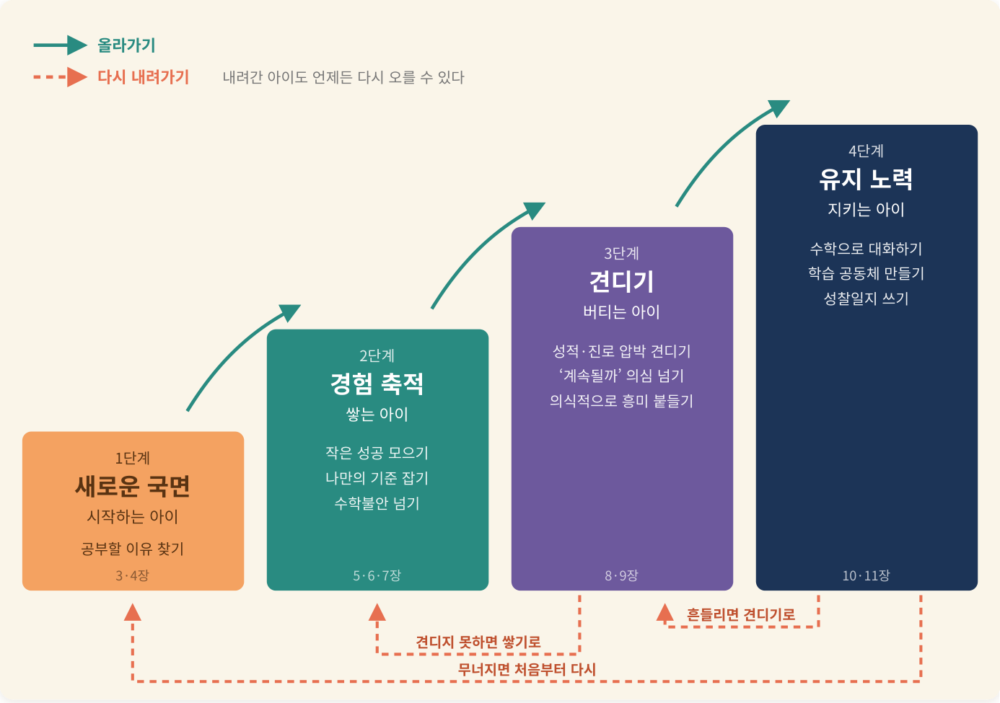 올라가기
다시 내려가기
내려간 아이도 언제든 다시 오를 수 있다
1단계
새로운 국면
시작하는 아이
공부할 이유 찾기
3·4장
2단계
경험 축적
쌓는 아이
작은 성공 모으기
나만의 기준 잡기
수학불안 넘기
5·6·7장
3단계
견디기
버티는 아이
성적·진로 압박 견디기
‘계속될까’ 의심 넘기
의식적으로 흥미 붙들기
8·9장
4단계
유지 노력
지키는 아이
수학으로 대화하기
학습 공동체 만들기
성찰일지 쓰기
10·11장
흔들리면 견디기로
견디지 못하면 쌓기로
무너지면 처음부터 다시